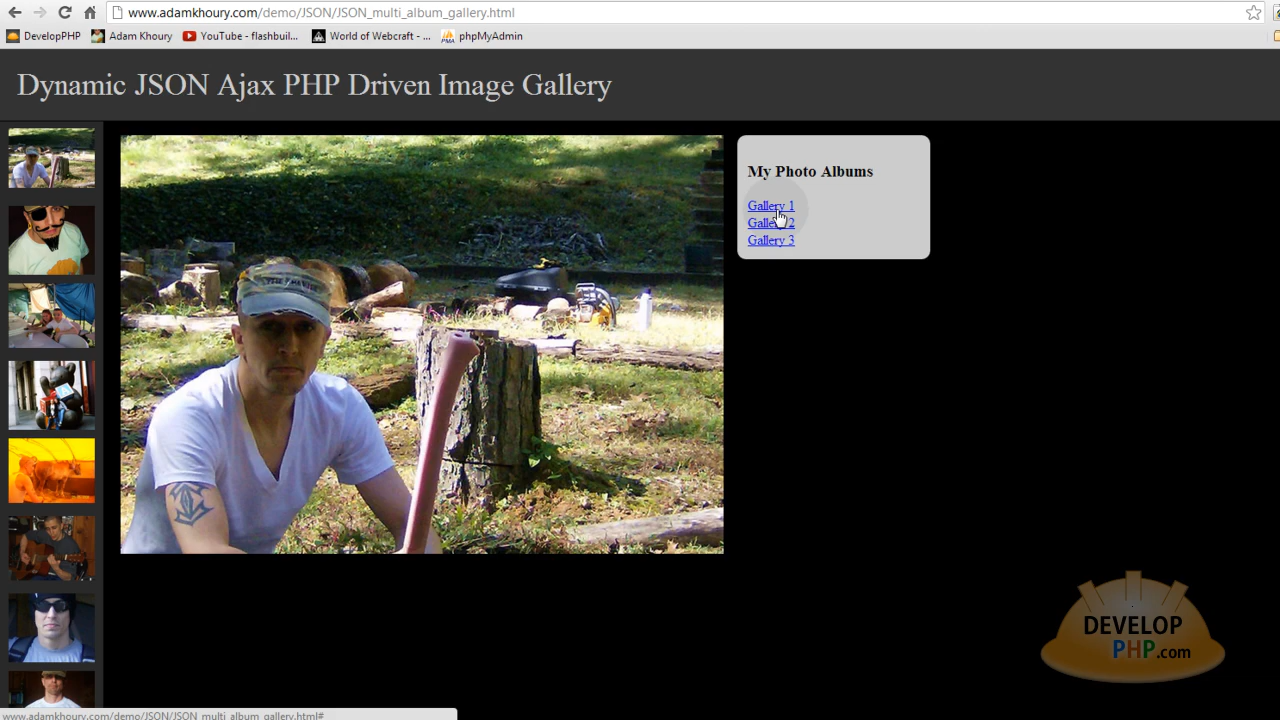 www.adamkhoury.com/demo/JSON/JSON_multi_album_gallery.html
DevelopPHP Adam Khoury YouTube - flashbuil... World of Webcraft - ... phpMyAdmin
Dynamic JSON Ajax PHP Driven Image Gallery
My Photo Albums
Gallery 1
Gallery 2
Gallery 3
DEVELOP
PHP.com
www.adamkhoury.com/demo/JSON/JSON_multi_album_gallery.html#